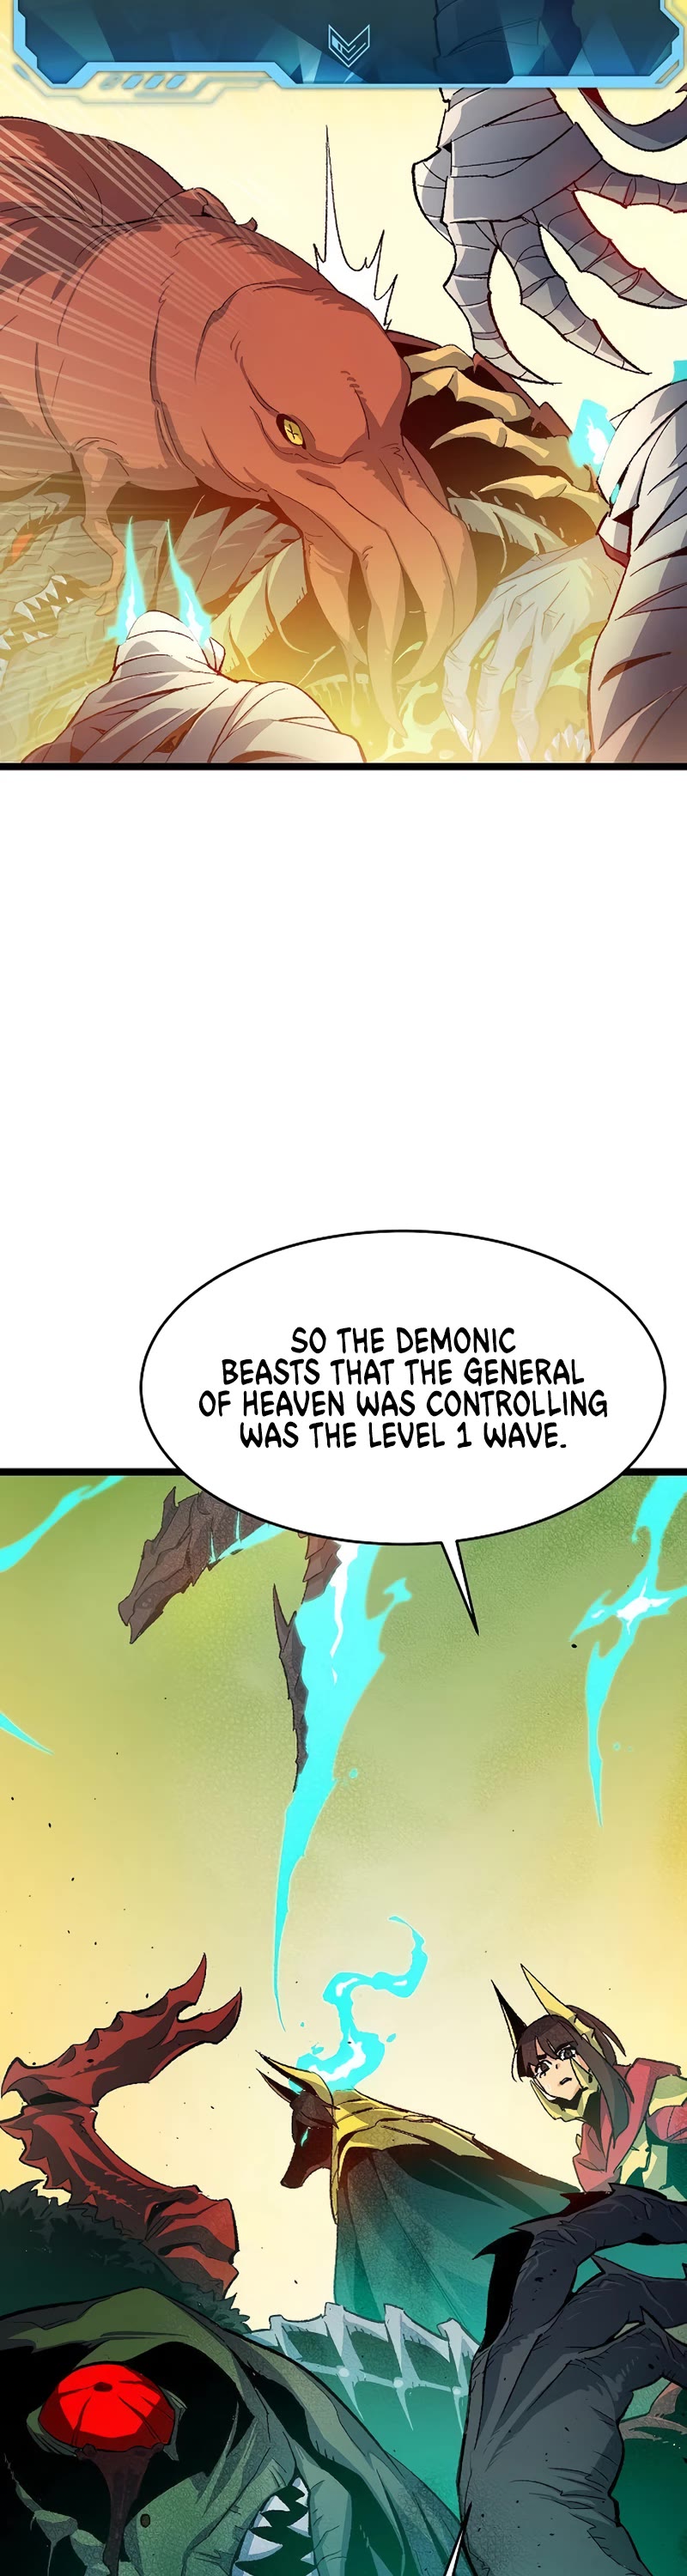 SO THE DEMONIC
BEASTS THAT THE GENERAL
OF HEAVEN WAS CONTROLLING
WAS THE LEVEL 1 WAVE.